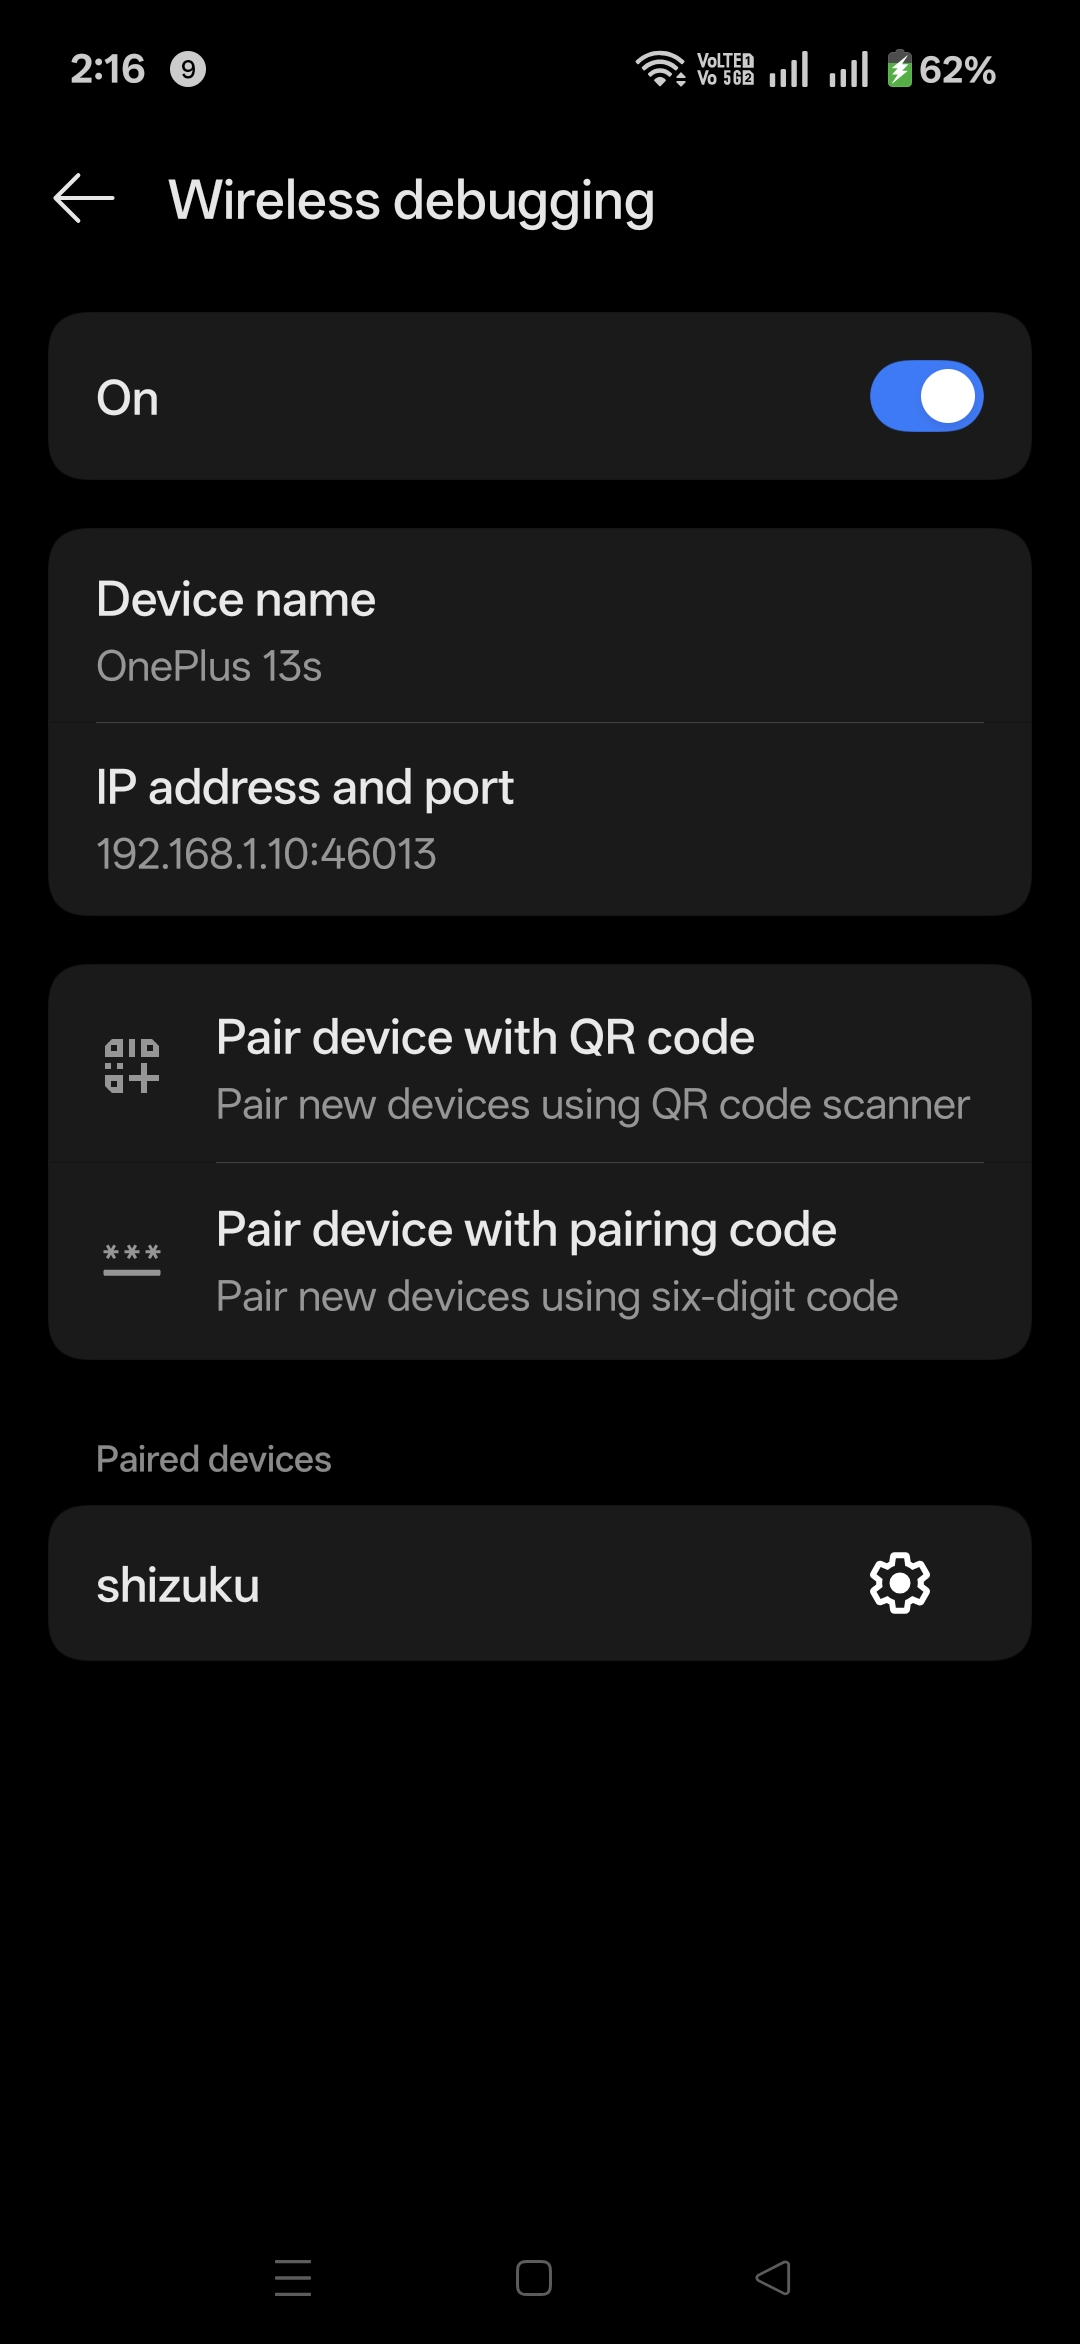 2:16 9 VoLTE1 Vo 5G2 62%
Wireless debugging
On
Device name
OnePlus 13s
IP address and port
192.168.1.10:46013
Pair device with QR code
Pair new devices using QR code scanner
*** Pair device with pairing code
Pair new devices using six-digit code
Paired devices
shizuku